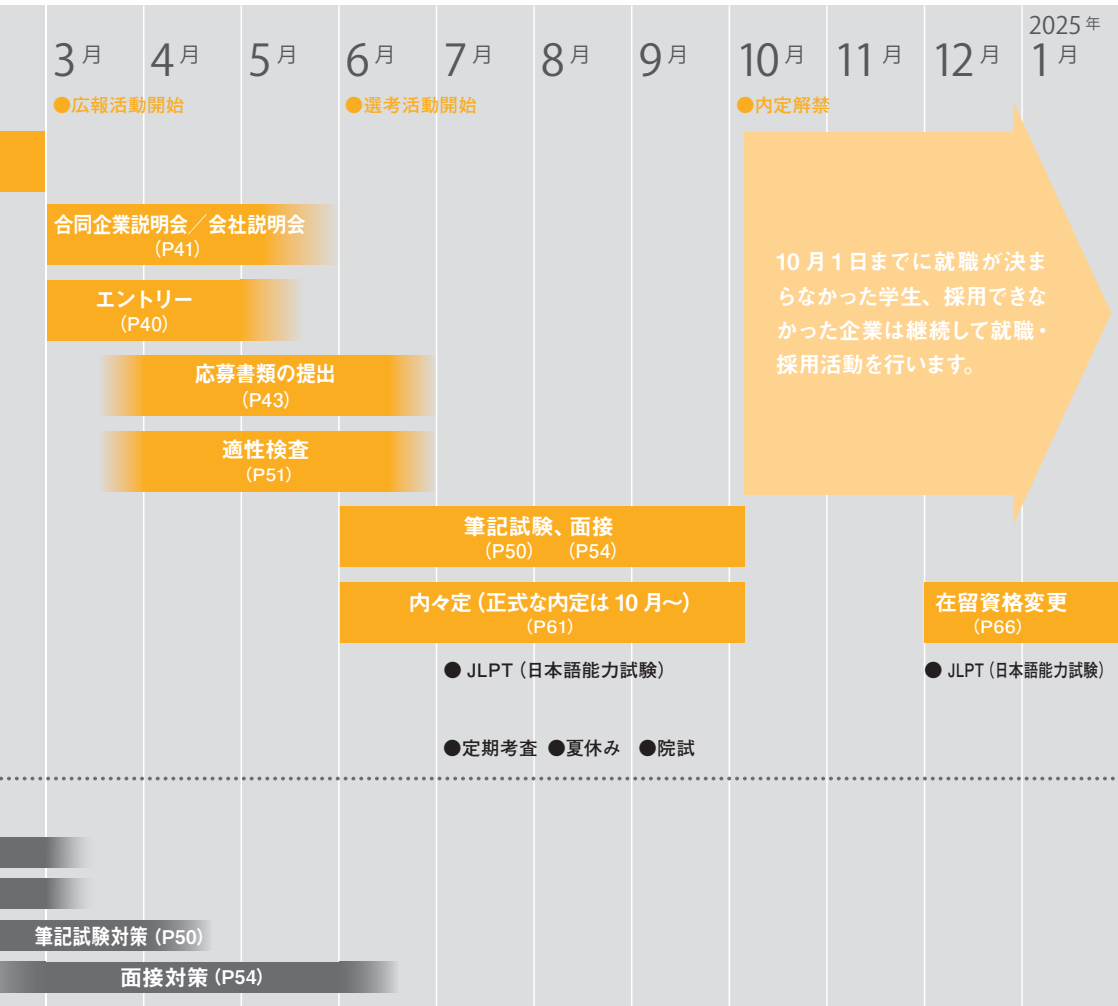 2025年
3月 4月 5月 6月 7月 8月 9月 10月 11月 12月 1月
●広報活動開始 ●選考活動開始 ●内定解禁
合同企業説明会／会社説明会
（P41）
エントリー
（P40）
応募書類の提出
（P43）
適性検査
（P51）
10月1日までに就職が決ま
らなかった学生、採用できな
かった企業は継続して就職・
採用活動を行います。
筆記試験、面接
（P50） （P54）
内々定（正式な内定は10月〜）
（P61）
在留資格変更
（P66）
● JLPT（日本語能力試験） ● JLPT（日本語能力試験）
●定期考査 ●夏休み ●院試
筆記試験対策（P50）
面接対策（P54）